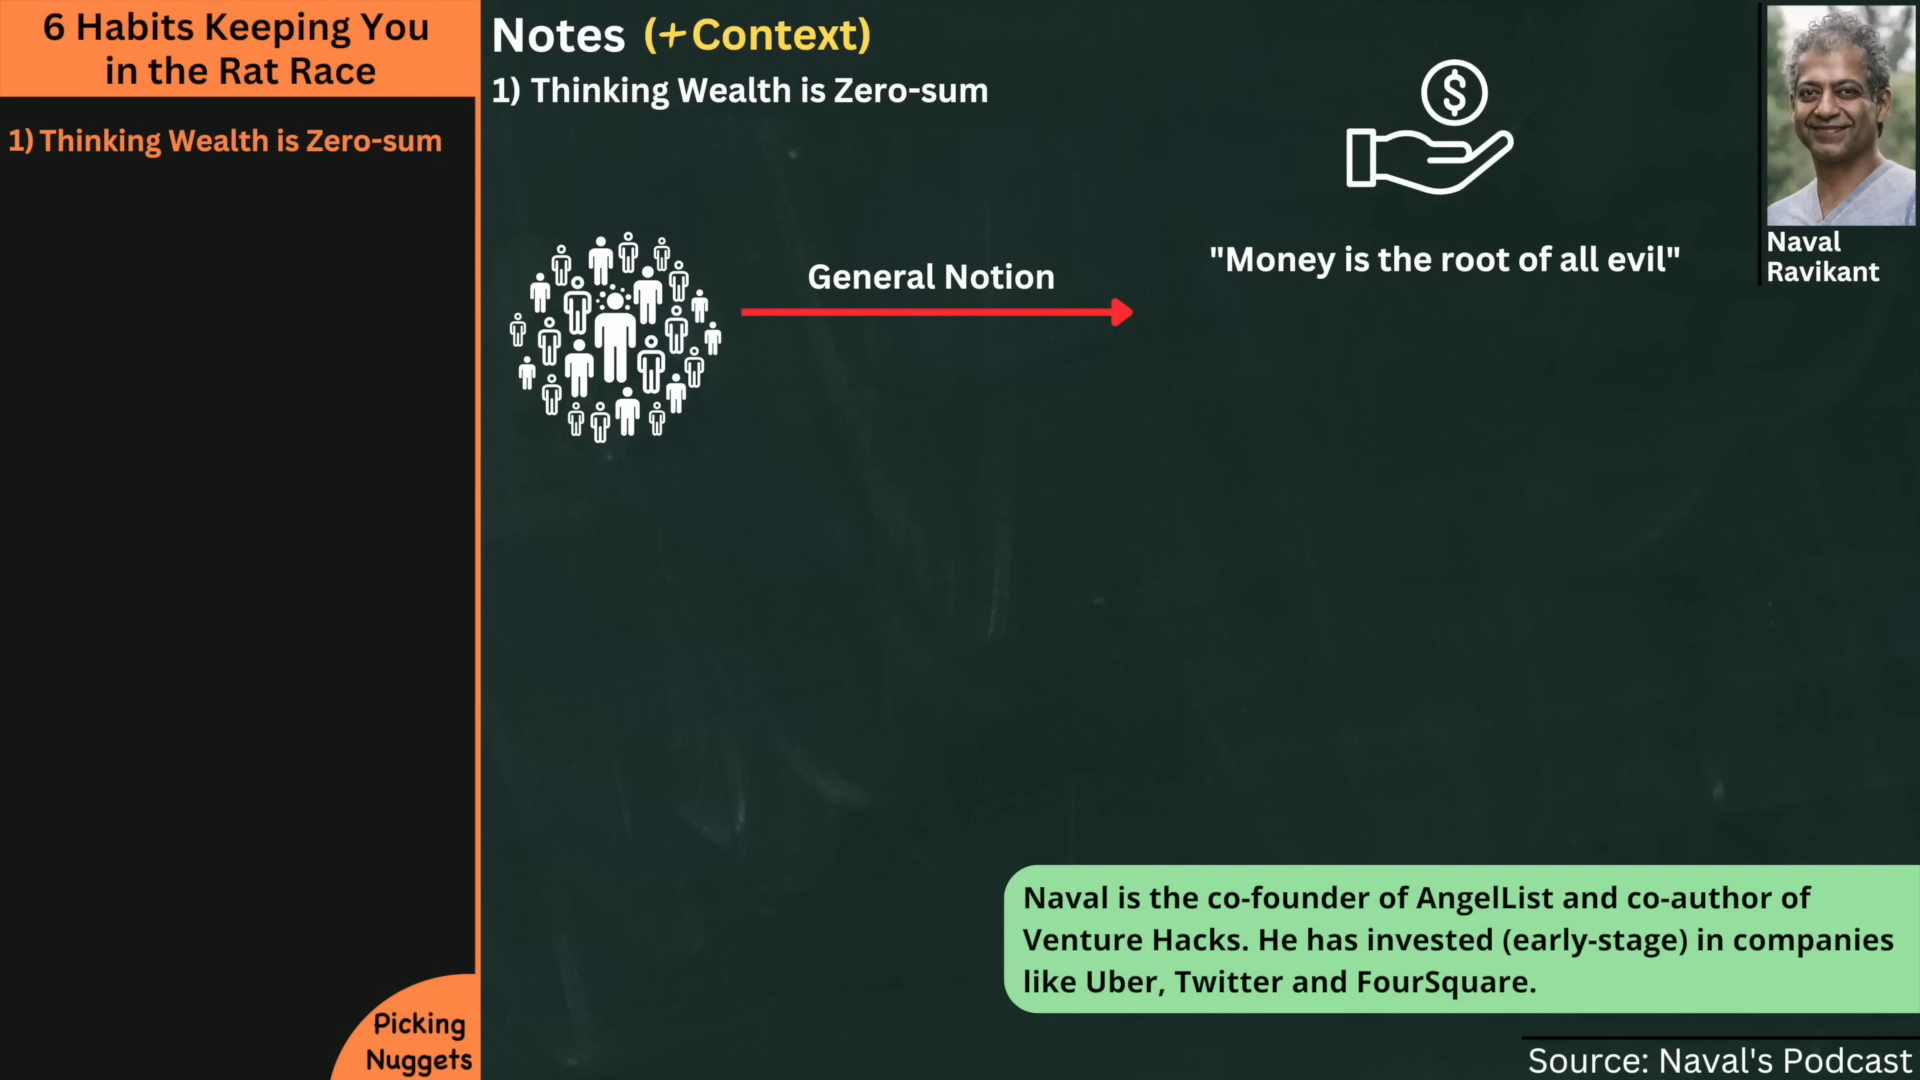 6 Habits Keeping You
in the Rat Race
1) Thinking Wealth is Zero-sum
Picking
Nuggets
Notes (+Context)
1) Thinking Wealth is Zero-sum
General Notion
$
"Money is the root of all evil"
Naval
Ravikant
Naval is the co-founder of AngelList and co-author of
Venture Hacks. He has invested (early-stage) in companies
like Uber, Twitter and FourSquare.
Source: Naval's Podcast